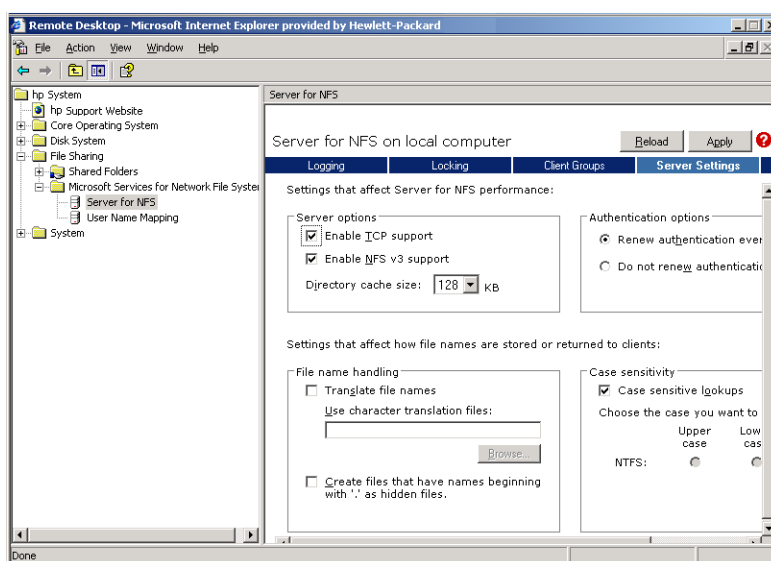 Remote Desktop - Microsoft Internet Explorer provided by Hewlett-Packard
File Action View Window Help
hp System
hp Support Website
Core Operating System
Disk System
File Sharing
Shared Folders
Microsoft Services for Network File Syste
Server for NFS
User Name Mapping
System
Server for NFS
Server for NFS on local computer
Reload Apply
Logging Locking Client Groups Server Settings
Settings that affect Server for NFS performance:
Server options
Enable TCP support
Enable NFS v3 support
Directory cache size: 128 KB
Authentication options
Renew authentication ever
Do not renew authenticatio
Settings that affect how file names are stored or returned to clients:
File name handling
Translate file names
Use character translation files:
Browse...
Create files that have names beginning
with '.' as hidden files.
Case sensitivity
Case sensitive lookups
Choose the case you want to
Upper Low
case cas
NTFS:
Done